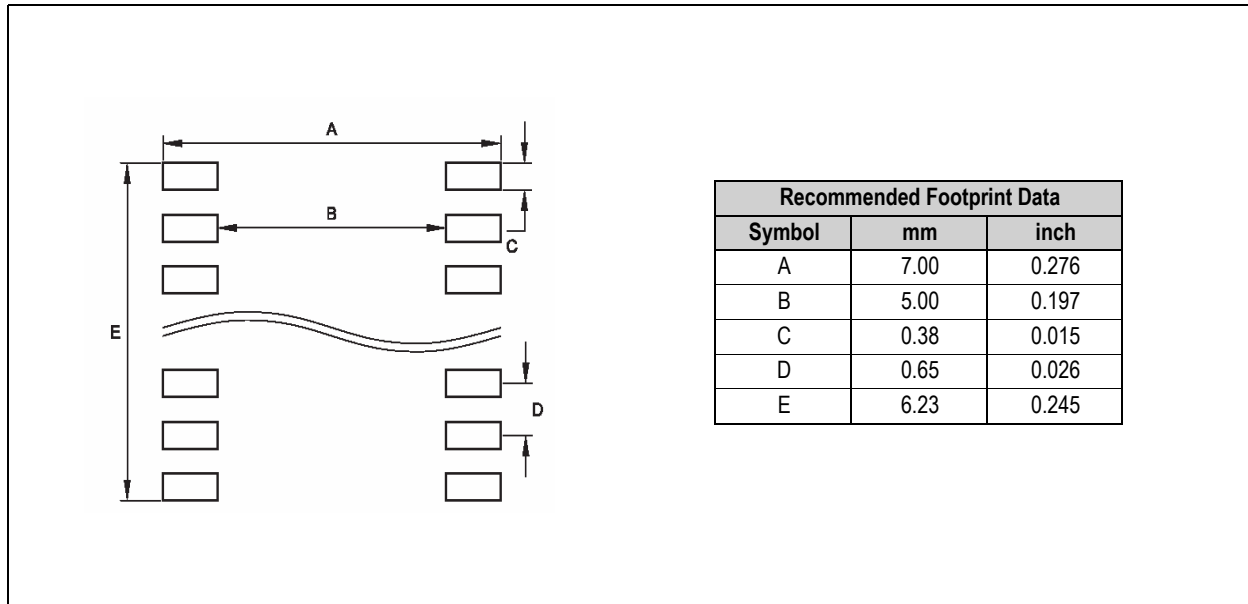 A
B
C
E
D
Recommended Footprint Data
Symbol mm inch
A 7.00 0.276
B 5.00 0.197
C 0.38 0.015
D 0.65 0.026
E 6.23 0.245